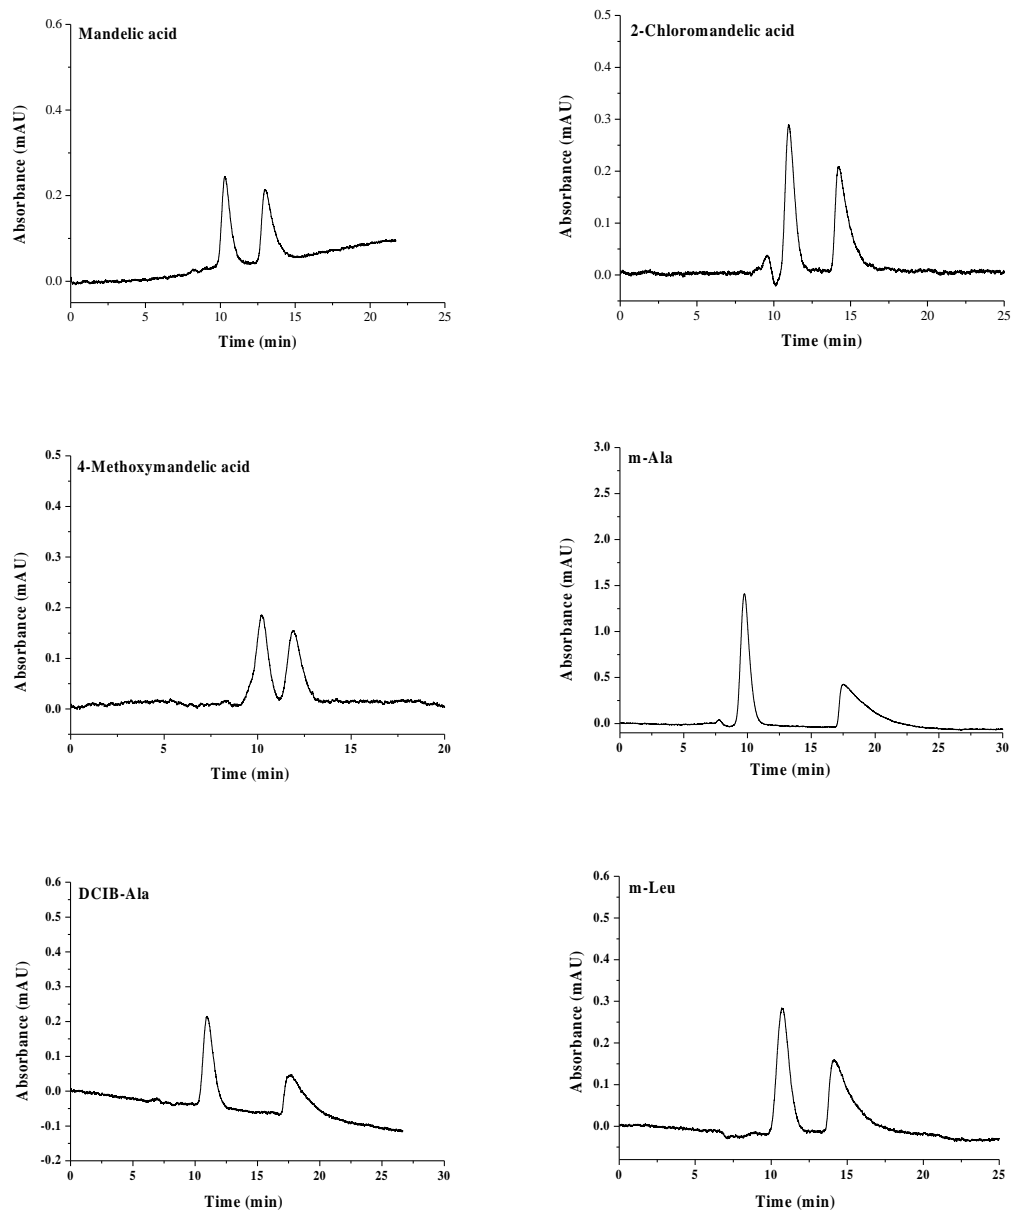 Mandelic acid
Absorbance (mAU)
0.6
0.4
0.2
0.0
0 5 10 15 20 25
Time (min)
2-Chloromandelic acid
Absorbance (mAU)
0.5
0.4
0.3
0.2
0.1
0.0
0 5 10 15 20 25
Time (min)
4-Methoxymandelic acid
Absorbance (mAU)
0.5
0.4
0.3
0.2
0.1
0.0
0 5 10 15 20
Time (min)
m-Ala
Absorbance (mAU)
3.0
2.5
2.0
1.5
1.0
0.5
0.0
0 5 10 15 20 25 30
Time (min)
DCIB-Ala
Absorbance (mAU)
0.6
0.5
0.4
0.3
0.2
0.1
0.0
-0.1
-0.2
0 5 10 15 20 25 30
Time (min)
m-Leu
Absorbance (mAU)
0.6
0.5
0.4
0.3
0.2
0.1
0.0
0 5 10 15 20 25
Time (min)